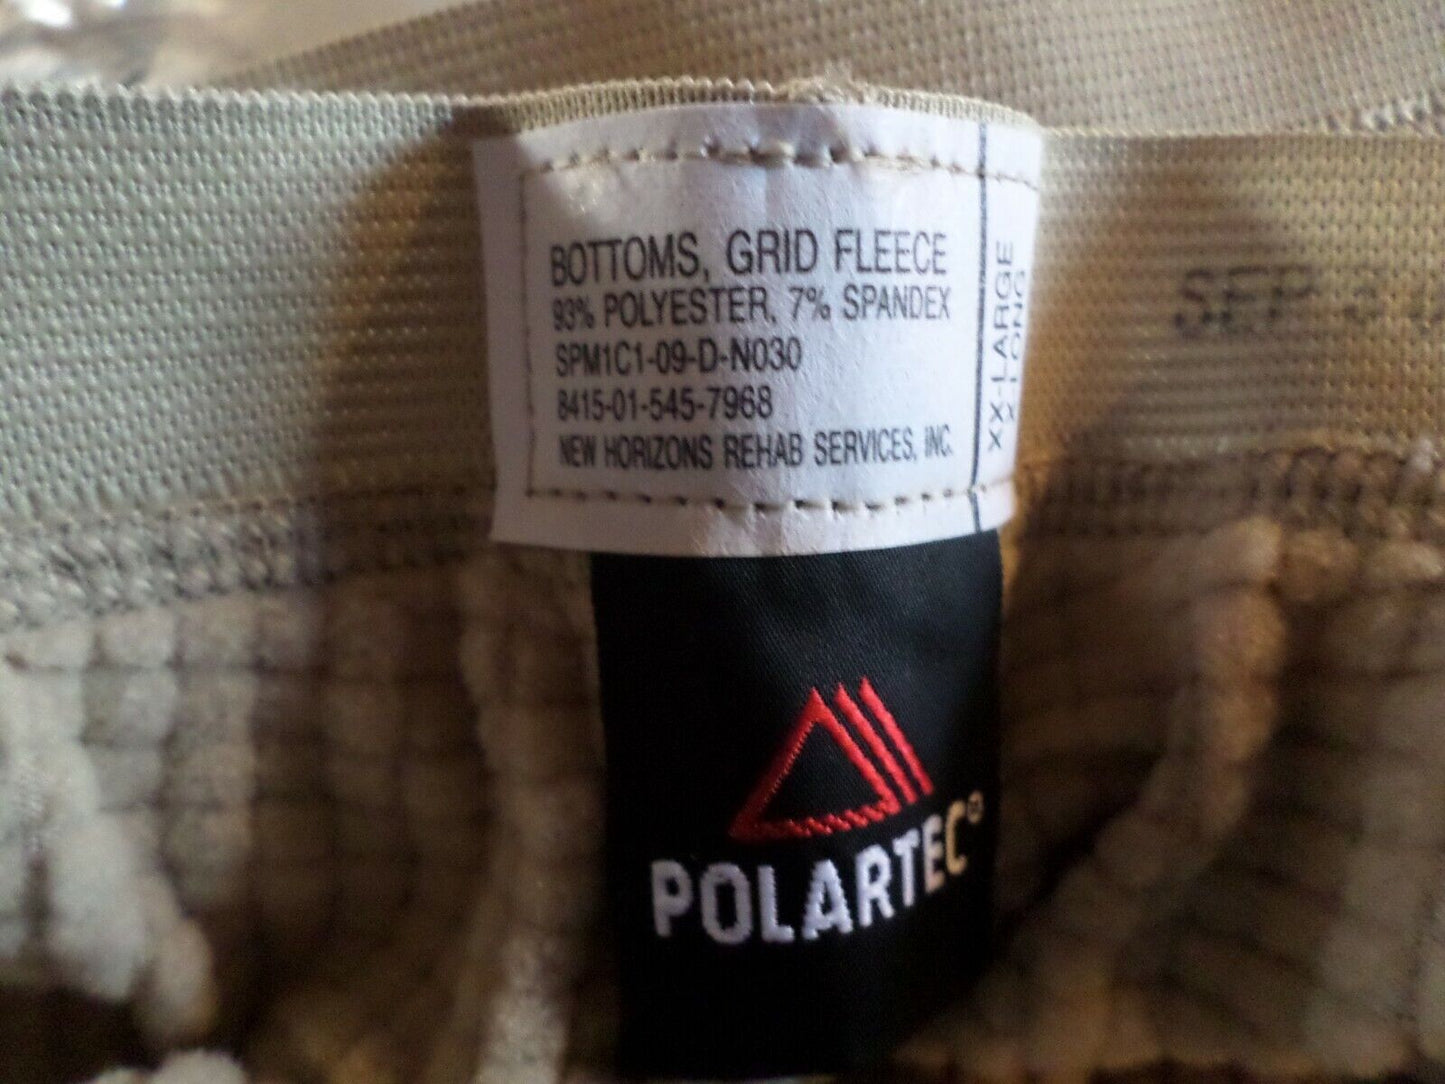 BOTTOMS, GRID FLEECE
93% POLYESTER, 7% SPANDEX
SPM1C1-09-D-N030
8415-01-545-7968
NEW HORIZONS REHAB SERVICES, INC.
XX-LARGE
LONG
SEP
POLARTEC®